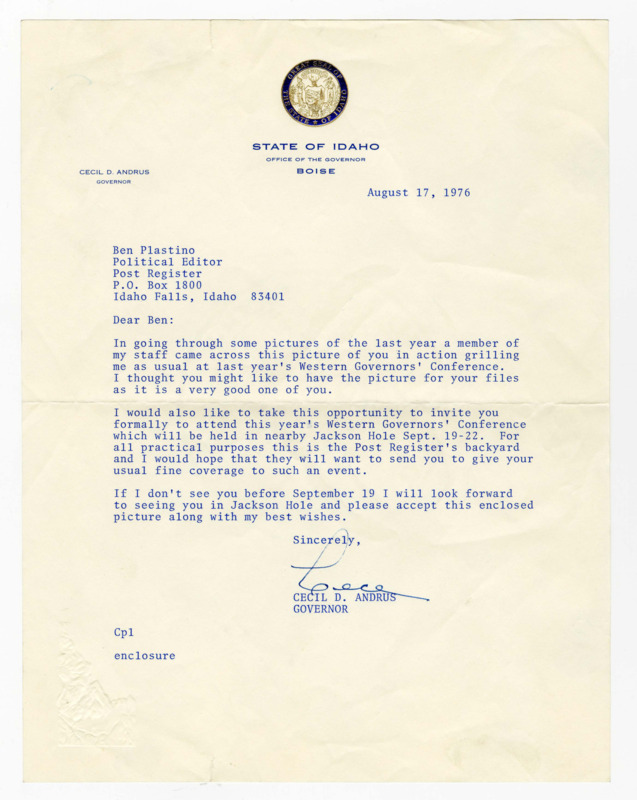 GREAT SEAL OF
THE STATE OF IDAHO
STATE OF IDAHO
OFFICE OF THE GOVERNOR
BOISE
CECIL D. ANDRUS
GOVERNOR
August 17, 1976
Ben Plastino
Political Editor
Post Register
P.O. Box 1800
Idaho Falls, Idaho 83401
Dear Ben:
In going through some pictures of the last year a member of
my staff came across this picture of you in action grilling
me as usual at last year's Western Governors' Conference.
I thought you might like to have the picture for your files
as it is a very good one of you.
I would also like to take this opportunity to invite you
formally to attend this year's Western Governors' Conference
which will be held in nearby Jackson Hole Sept. 19-22. For
all practical purposes this is the Post Register's backyard
and I would hope that they will want to send you to give your
usual fine coverage to such an event.
If I don't see you before September 19 I will look forward
to seeing you in Jackson Hole and please accept this enclosed
picture along with my best wishes.
Sincerely,
Cece
CECIL D. ANDRUS
GOVERNOR
Cpl
enclosure